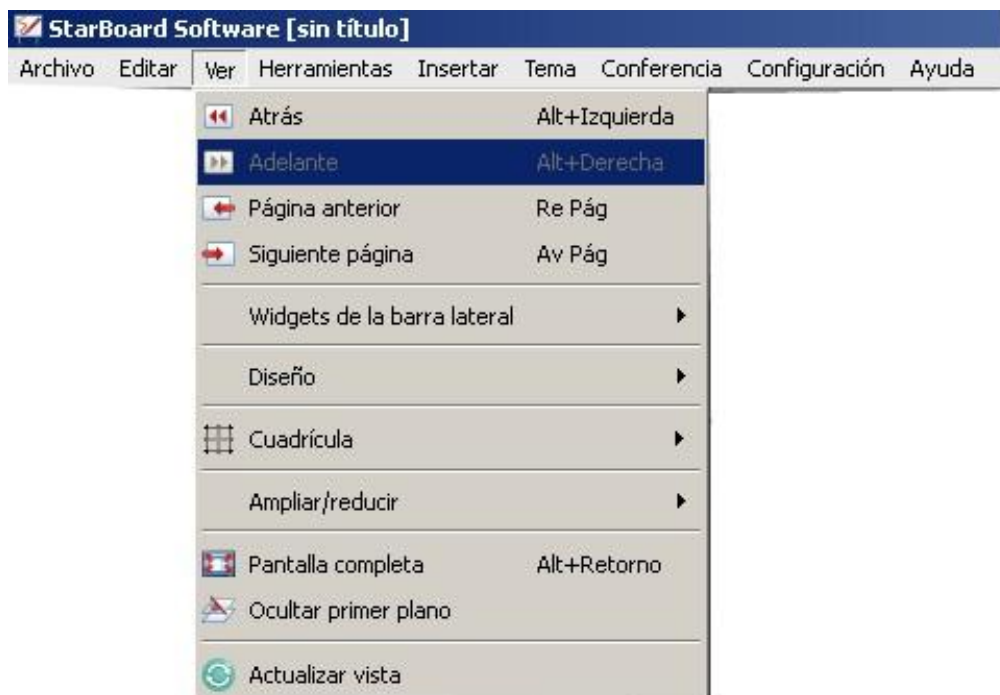 StarBoard Software [sin título]
Archivo Editar Ver Herramientas Insertar Tema Conferencia Configuración Ayuda
Atrás Alt+Izquierda
Adelante Alt+Derecha
Página anterior Re Pág
Siguiente página Av Pág
Widgets de la barra lateral
Diseño
Cuadrícula
Ampliar/reducir
Pantalla completa Alt+Retorno
Ocultar primer plano
Actualizar vista